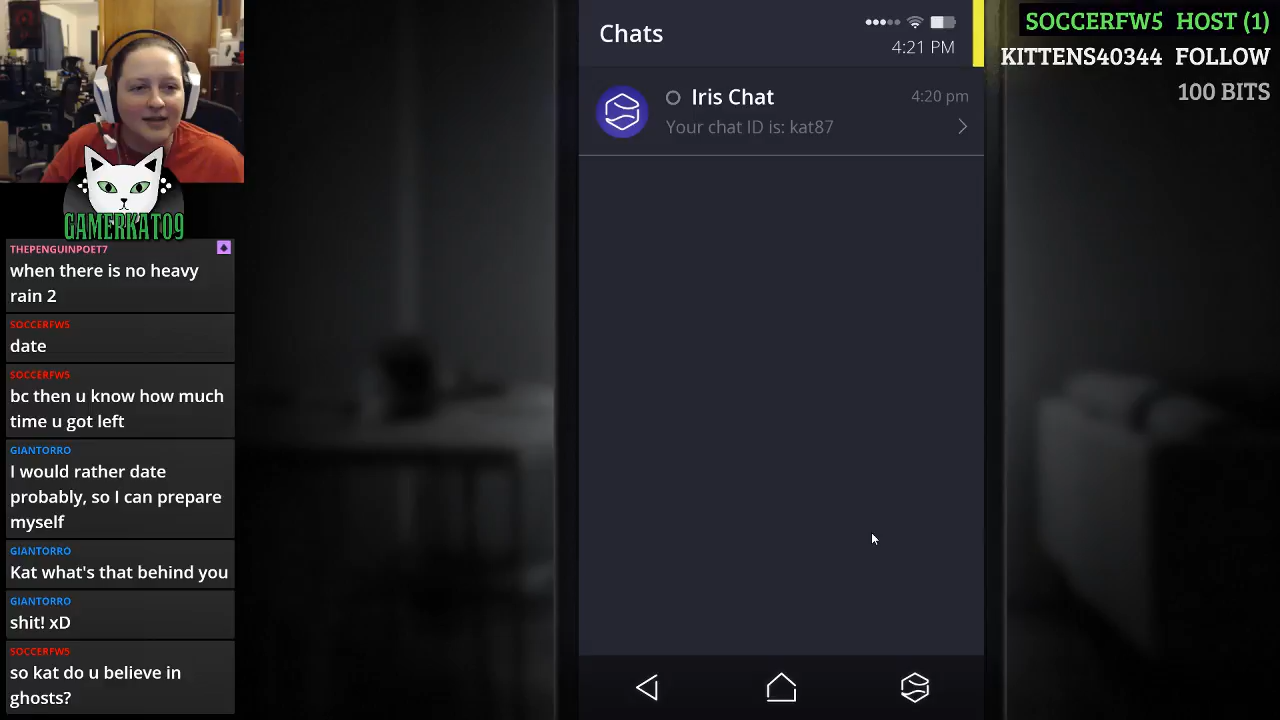 SOCCERFW5 HOST (1)
KITTENS40344 FOLLOW
100 BITS
Chats
4:21 PM
Iris Chat
4:20 pm
Your chat ID is: kat87
GAMERKAT09
THEPENGUINPOET7
when there is no heavy
rain 2
SOCCERFW5
date
SOCCERFW5
bc then u know how much
time u got left
GIANTORRO
I would rather date
probably, so I can prepare
myself
GIANTORRO
Kat what's that behind you
GIANTORRO
shit! xD
SOCCERFW5
so kat do u believe in
ghosts?